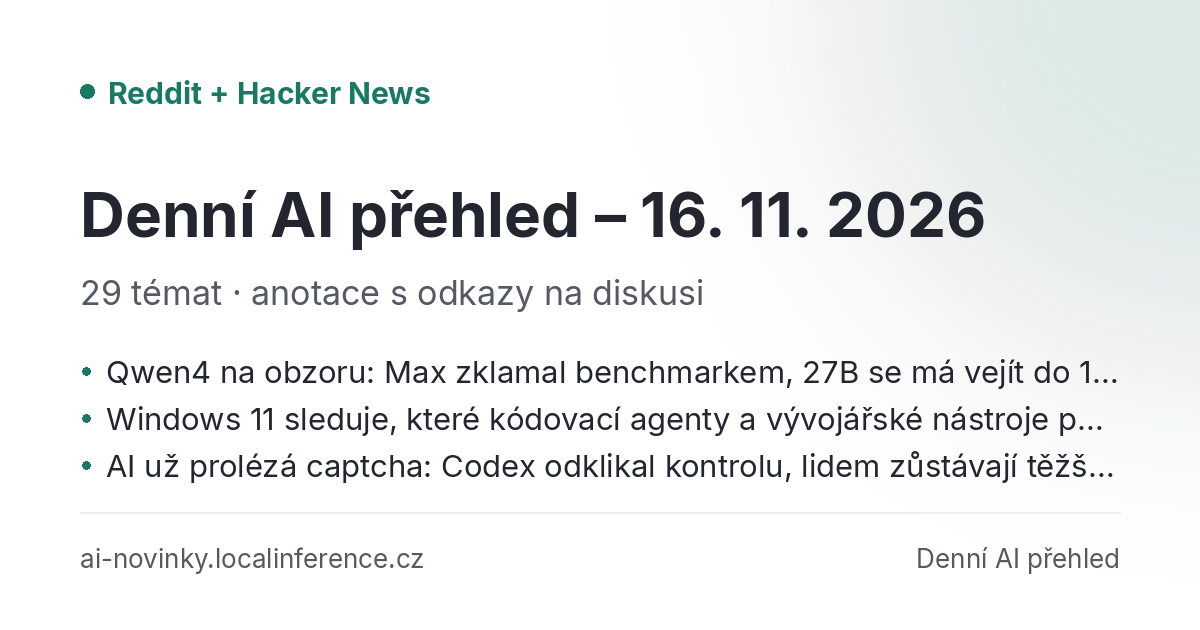 Reddit + Hacker News
Denní AI přehled – 16. 11. 2026
29 témat · anotace s odkazy na diskusi
• Qwen4 na obzoru: Max zklamal benchmarkem, 27B se má vejít do 1...
• Windows 11 sleduje, které kódovací agenty a vývojářské nástroje p...
• AI už prolézá captcha: Codex odklikal kontrolu, lidem zůstávají těžš...
ai-novinky.localinference.cz
Denní AI přehled